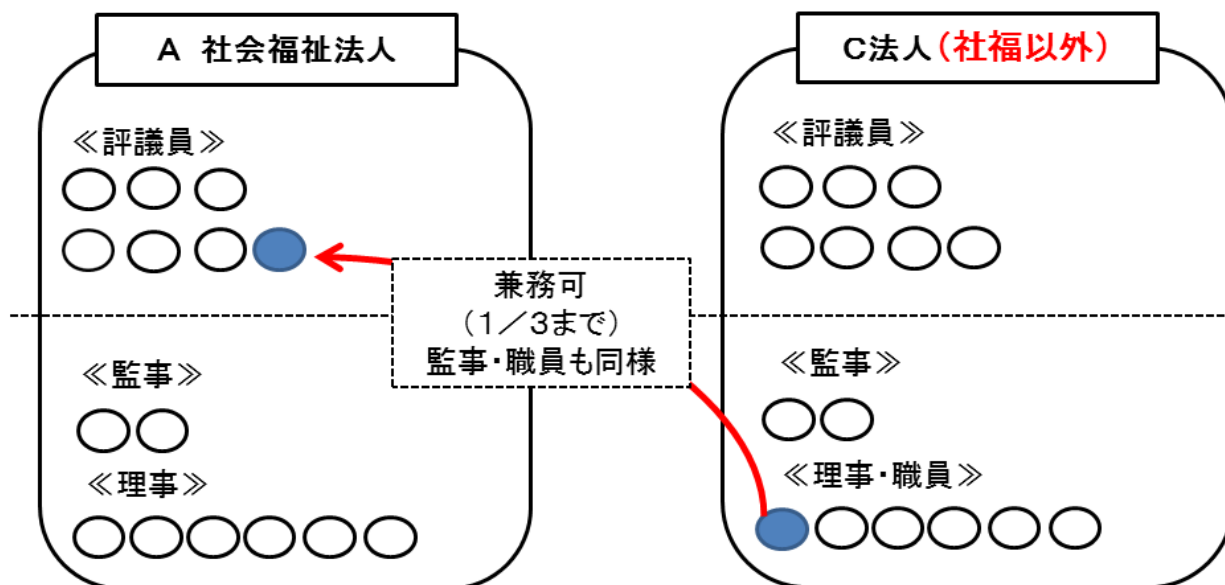 A 社会福祉法人
≪評議員≫
≪監事≫
≪理事≫
兼務可
(1/3まで)
監事・職員も同様
C法人(社福以外)
≪評議員≫
≪監事≫
≪理事・職員≫